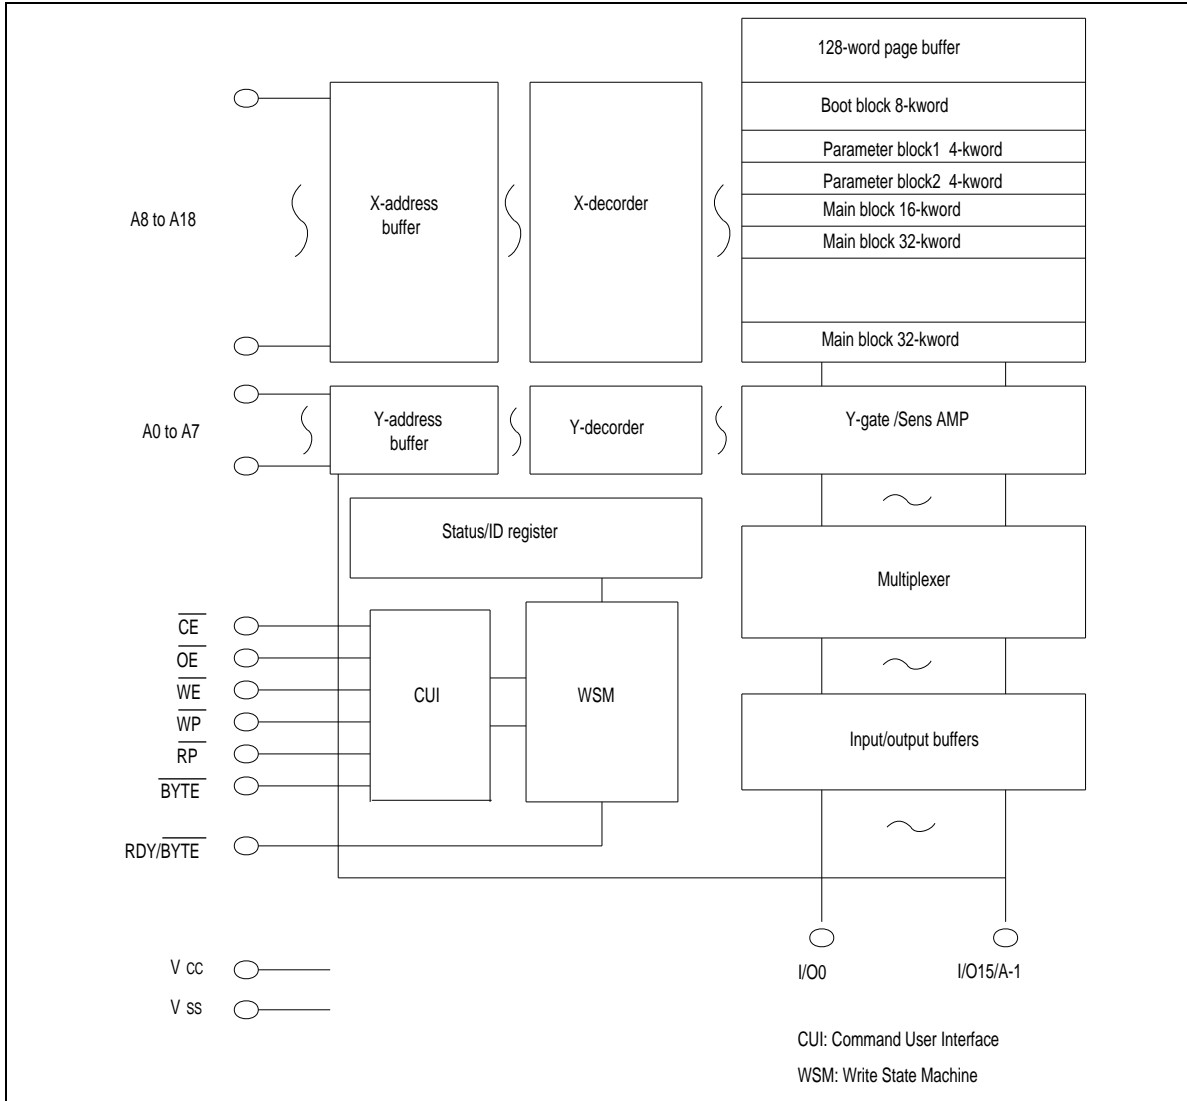 128-word page buffer
Boot block 8-kword
Parameter block1 4-kword
Parameter block2 4-kword
Main block 16-kword
Main block 32-kword
Main block 32-kword
A8 to A18
X-address
buffer
X-decorder
A0 to A7
Y-address
buffer
Y-decorder
Y-gate /Sens AMP
Status/ID register
Multiplexer
CE
OE
WE
WP
RP
BYTE
CUI
WSM
Input/output buffers
RDY/BYTE
I/O0
I/O15/A-1
V CC
V SS
CUI: Command User Interface
WSM: Write State Machine